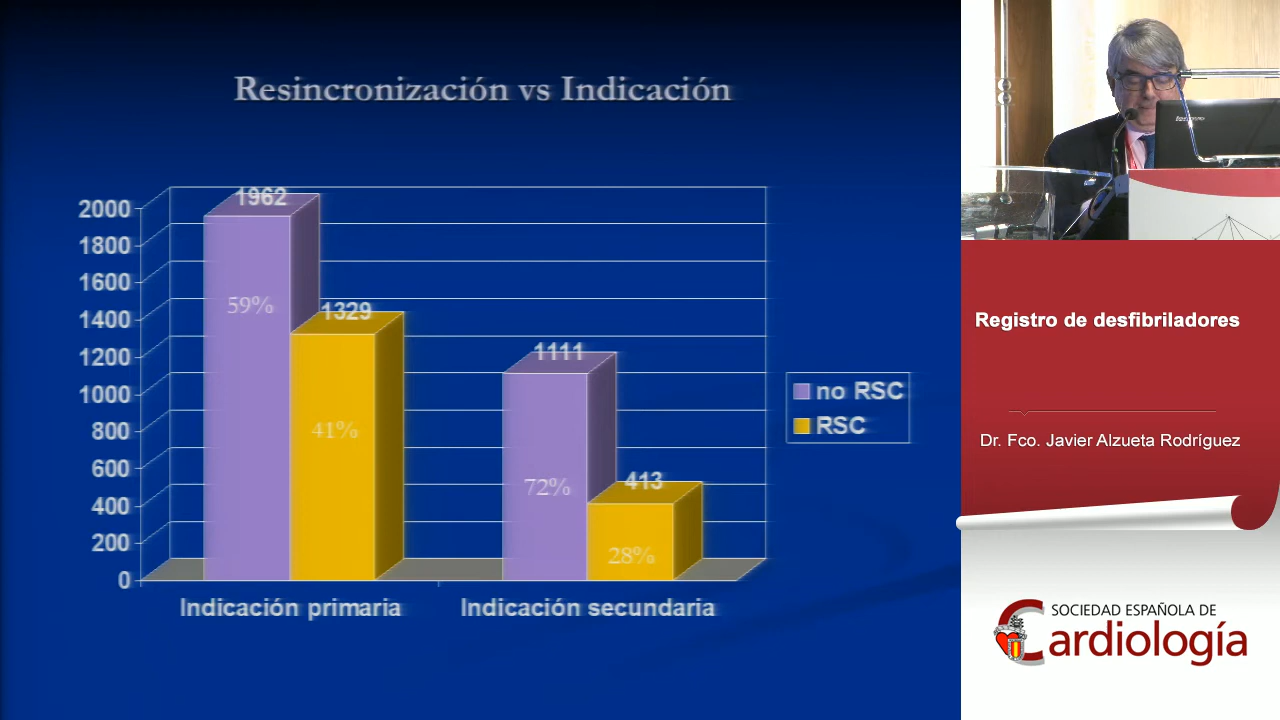 Resincronización vs Indicación
2000
1800
1600
1400
1200
1000
800
600
400
200
0
1962
59%
1329
41%
1111
72%
413
28%
Indicación primaria
Indicación secundaria
no RSC
RSC
Registro de desfibriladores
Dr. Fco. Javier Alzueta Rodríguez
SOCIEDAD ESPAÑOLA DE
Cardiología